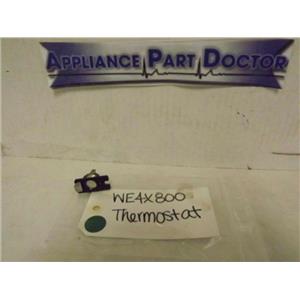 APPLIANCE PART DOCTOR
WE4X800
Thermostat